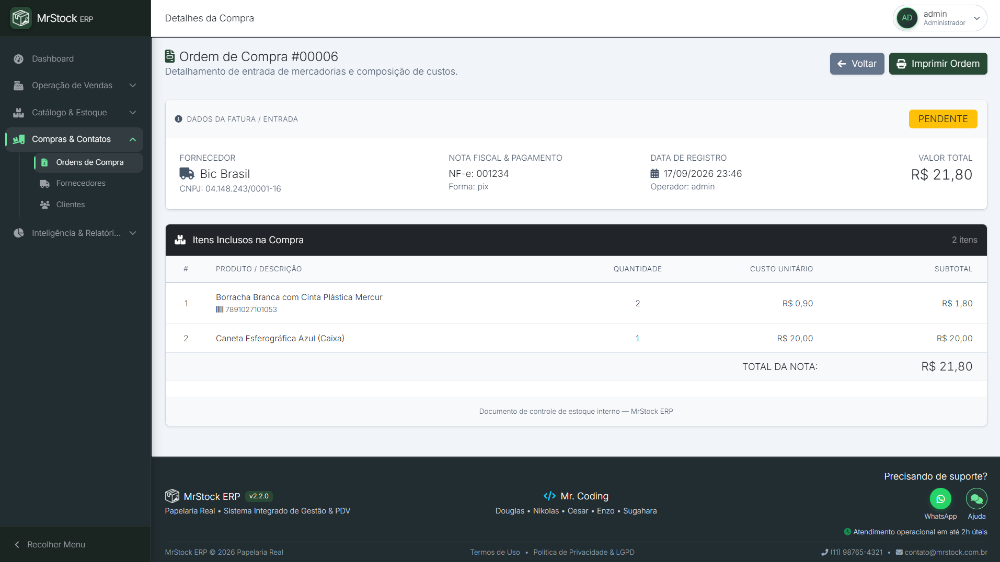 MrStock ERP
Detalhes da Compra
AD
admin
Administrador
Dashboard
Operação de Vendas
Catálogo & Estoque
Compras & Contatos
Ordens de Compra
Fornecedores
Clientes
Inteligência & Relatóri...
Recolher Menu
Ordem de Compra #00006
Detalhamento de entrada de mercadorias e composição de custos.
Voltar
Imprimir Ordem
DADOS DA FATURA / ENTRADA
PENDENTE
FORNECEDOR
Bic Brasil
CNPJ: 04.148.243/0001-16
NOTA FISCAL & PAGAMENTO
NF-e: 001234
Forma: pix
DATA DE REGISTRO
17/09/2026 23:46
Operador: admin
VALOR TOTAL
R$ 21,80
Itens Inclusos na Compra
2 itens
# PRODUTO / DESCRIÇÃO QUANTIDADE CUSTO UNITÁRIO SUBTOTAL
1 Borracha Branca com Cinta Plástica Mercur 2 R$ 0,90 R$ 1,80
7891027101053
2 Caneta Esferográfica Azul (Caixa) 1 R$ 20,00 R$ 20,00
TOTAL DA NOTA: R$ 21,80
Documento de controle de estoque interno — MrStock ERP
MrStock ERP v2.2.0
Papelaria Real • Sistema Integrado de Gestão & PDV
Mr. Coding
Douglas • Nikolas • Cesar • Enzo • Sugahara
Precisando de suporte?
WhatsApp
Ajuda
Atendimento operacional em até 2h úteis
MrStock ERP © 2026 Papelaria Real
Termos de Uso • Política de Privacidade & LGPD
(11) 98765-4321 • contato@mrstock.com.br